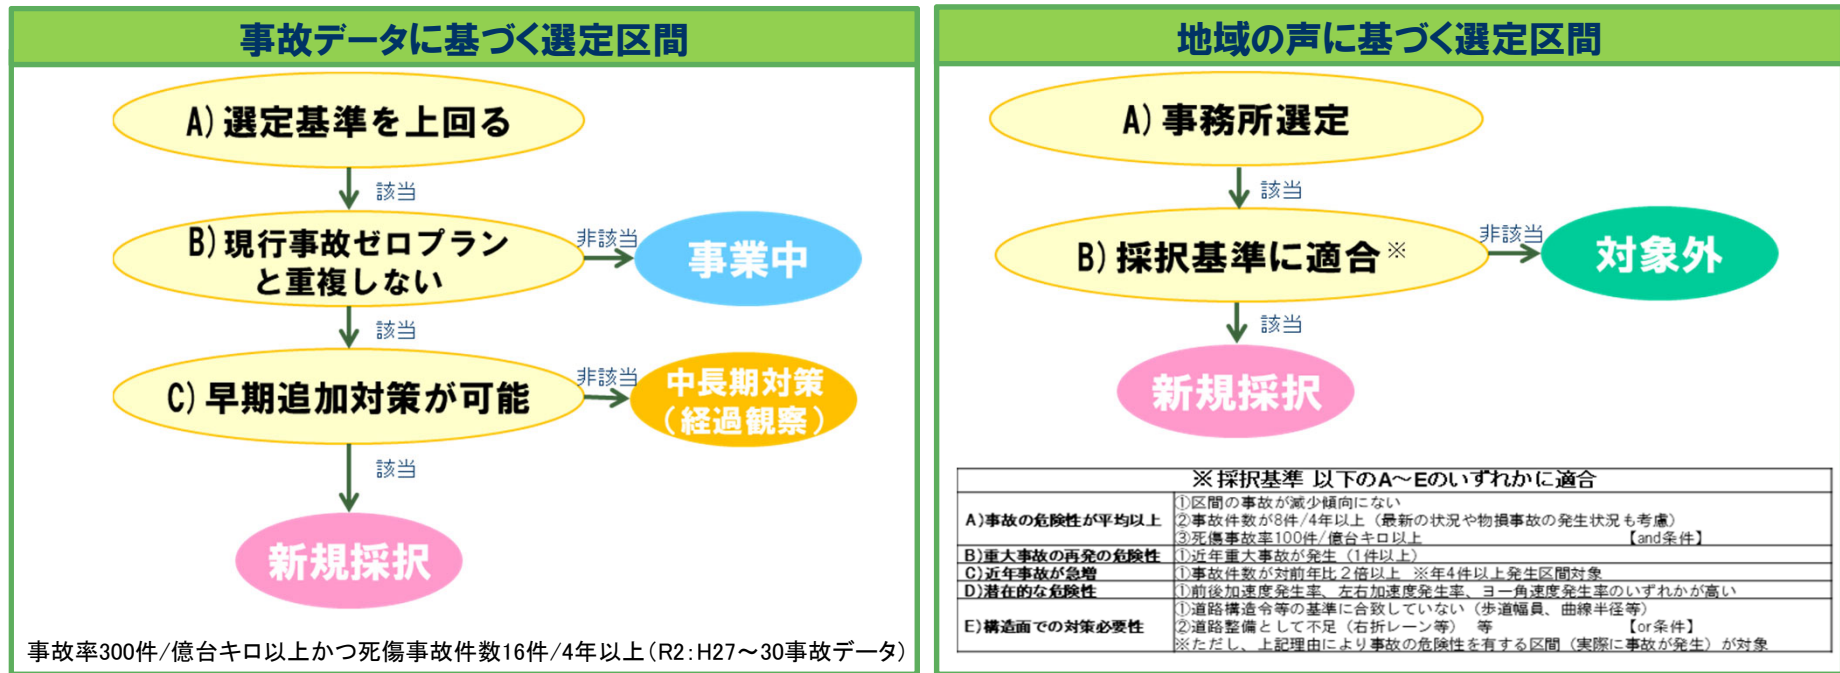 事故データに基づく選定区間
A)選定基準を上回る
該当
B)現行事故ゼロプラン
と重複しない
非該当
事業中
該当
C)早期追加対策が可能
非該当
中長期対策
(経過観察)
該当
新規採択
事故率300件/億台キロ以上かつ死傷事故件数16件/4年以上(R2:H27～30事故データ)
地域の声に基づく選定区間
A)事務所選定
該当
B)採択基準に適合※
非該当
対象外
該当
新規採択
※採択基準 以下のA～Eのいずれかに適合
A)事故の危険性が平均以上
①区間の事故が減少傾向にない
②事故件数が8件/4年以上（最新の状況や物損事故の発生状況も考慮）
③死傷事故率100件/億台キロ以上 【and条件】
B)重大事故の再発の危険性 ①近年重大事故が発生（1件以上）
C)近年事故が急増 ①事故件数が対前年比２倍以上 ※年4件以上発生区間対象
D)潜在的な危険性 ①前後加速度発生率、左右加速度発生率、ヨー角速度発生率のいずれかが高い
E)構造面での対策必要性
①道路構造令等の基準に合致していない（歩道幅員、曲線半径等）
②道路整備として不足（右折レーン等） 等 【or条件】
※ただし、上記理由により事故の危険性を有する区間（実際に事故が発生）が対象